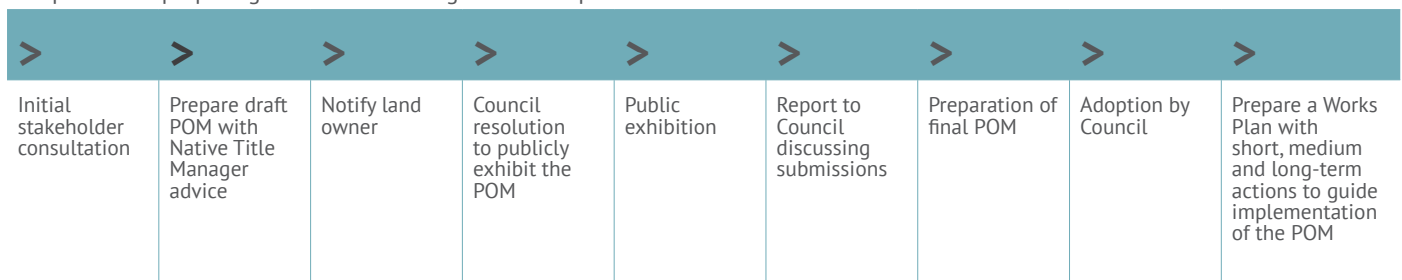 >
>
>
>
>
>
>
>
>
Initial
stakeholder
consultation
Prepare draft
POM with
Native Title
Manager
advice
Notify land
owner
Council
resolution
to publicly
exhibit the
POM
Public
exhibition
Report to
Council
discussing
submissions
Preparation of
final POM
Adoption by
Council
Prepare a Works
Plan with
short, medium
and long-term
actions to guide
implementation
of the POM